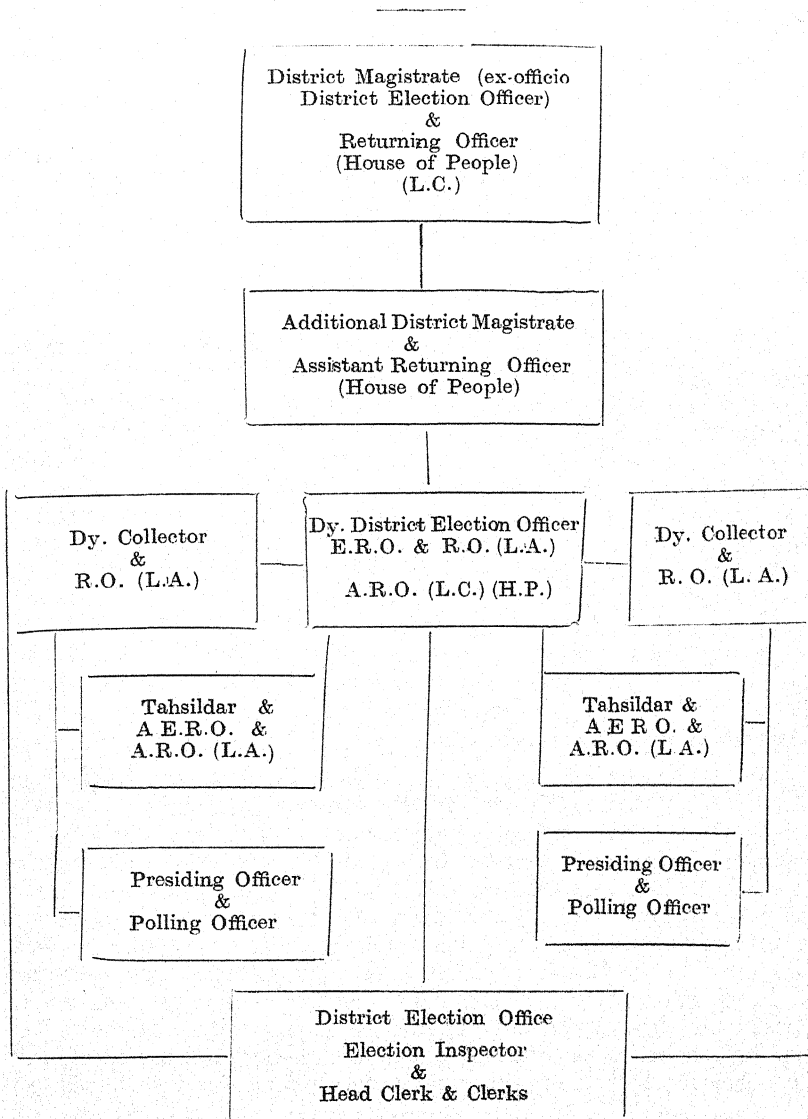 District Magistrate (ex-officio
District Election Officer)
&
Returning Officer
(House of People)
(L.C.)
Additional District Magistrate
&
Assistant Returning Officer
(House of People)
Dy. Collector
&
R.O. (L.A.)
Dy. District Election Officer
E.R.O. & R.O. (L.A.)
A.R.O. (L.C.) (H.P.)
Dy. Collector
&
R. O. (L. A.)
Tahsildar &
A E.R.O. &
A.R.O. (L.A.)
Tahsildar &
A E R O. &
A.R.O. (L A.)
Presiding Officer
&
Polling Officer
Presiding Officer
&
Polling Officer
District Election Office
Election Inspector
&
Head Clerk & Clerks